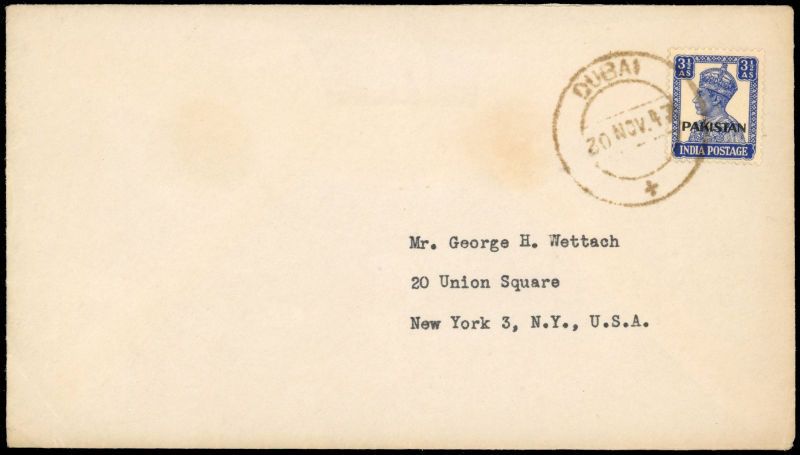 DUBAI
20 NOV. 47
3½ AS 3½ AS
PAKISTAN
INDIA POSTAGE
Mr. George H. Wettach
20 Union Square
New York 3, N.Y., U.S.A.